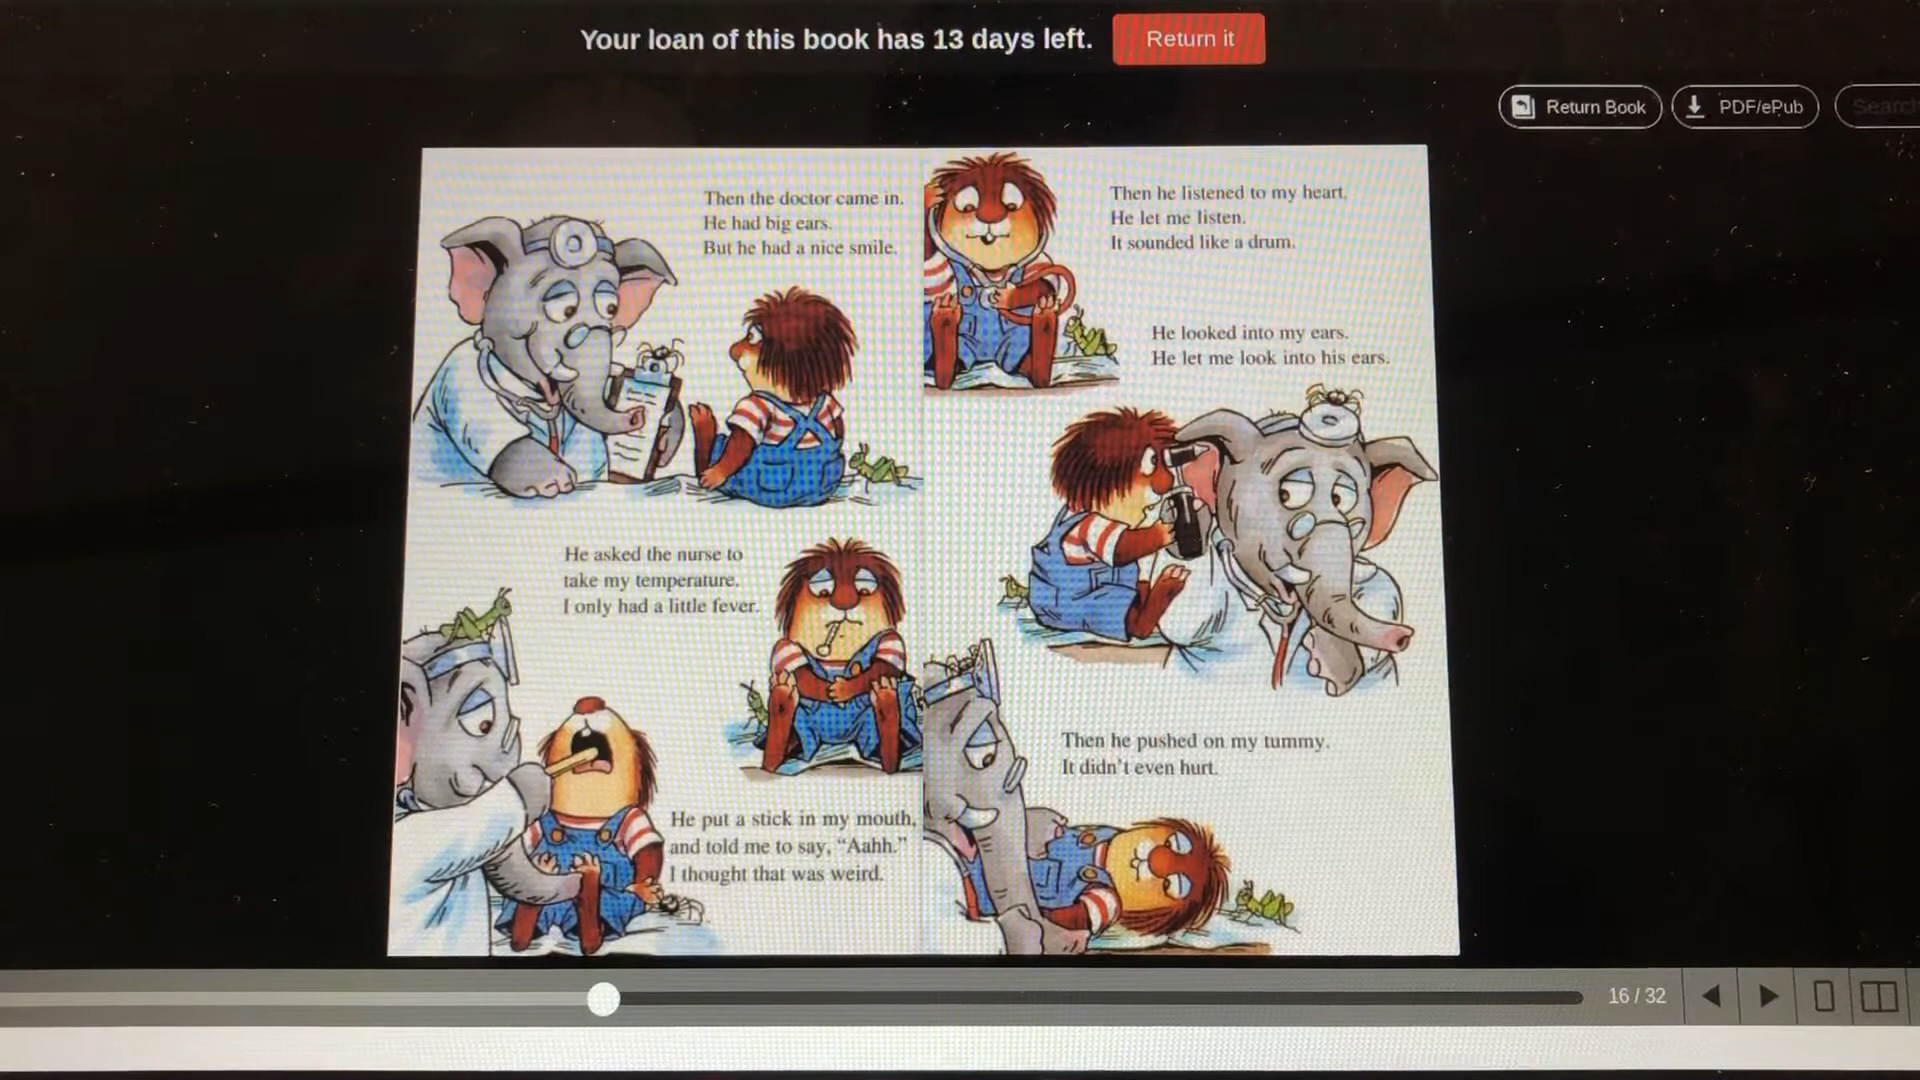 Your loan of this book has 13 days left.
Return it
Return Book
PDF/ePub
Search
Then the doctor came in.
He had big ears.
But he had a nice smile.
He asked the nurse to
take my temperature.
I only had a little fever.
He put a stick in my mouth,
and told me to say, “Aahh.”
I thought that was weird.
Then he listened to my heart.
He let me listen.
It sounded like a drum.
He looked into my ears.
He let me look into his ears.
Then he pushed on my tummy.
It didn’t even hurt.
16 / 32